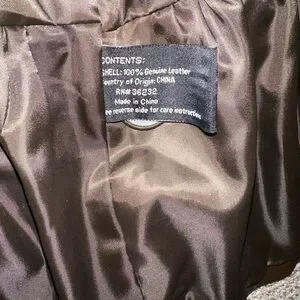 CONTENTS:
SHELL: 100% Genuine Leather
Country of Origin: CHINA
RN# 36232
Made in China
See reverse side for care instruction